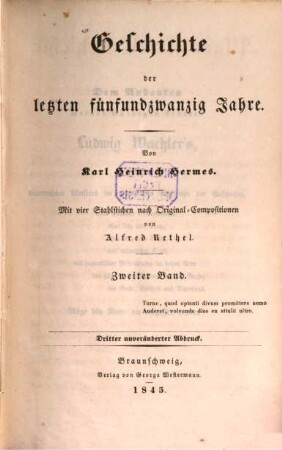 Geschichte
der
letzten fünfundzwanzig Jahre.
Von
Karl Heinrich Hermes.
Mit vier Stahlstichen nach Original-Compositionen
von
Alfred Rethel.
Zweiter Band.
Turne, quod optanti divum promittere nemo
Auderet, volvenda dies en attulit ultro.
Dritter unveränderter Abdruck.
Braunschweig,
Verlag von George Westermann.
1845.